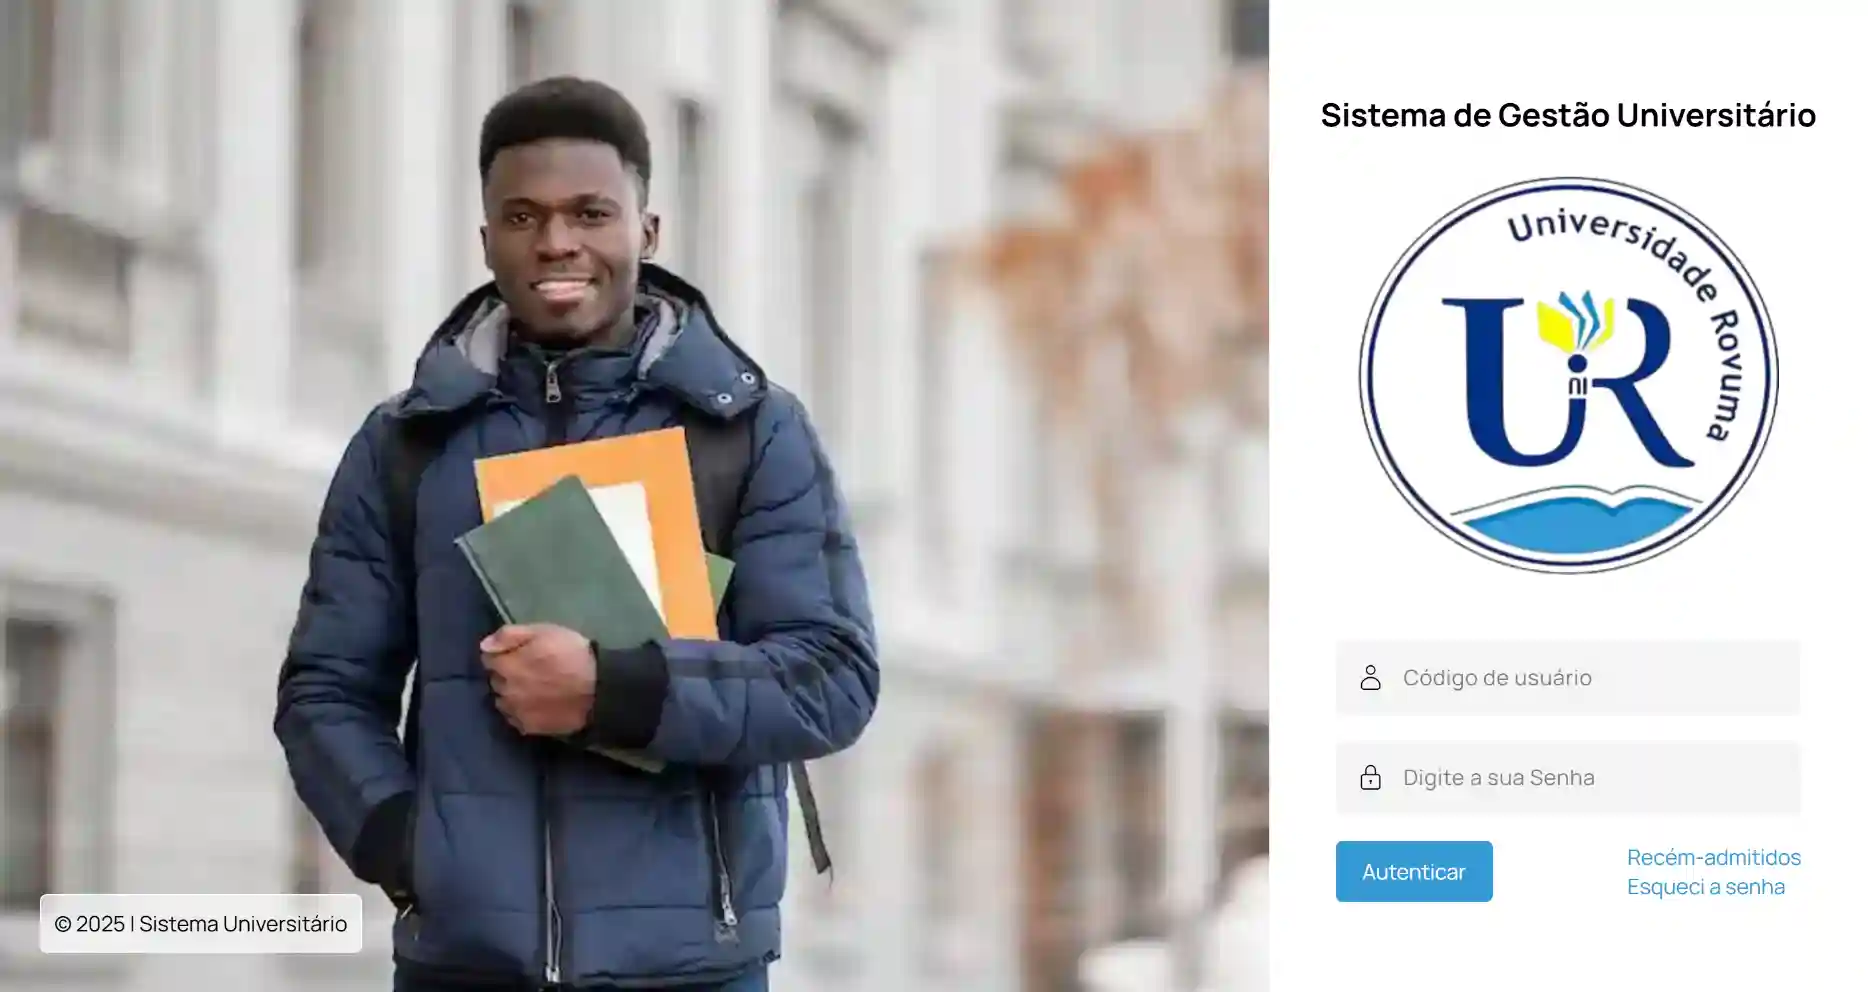 Sistema de Gestão Universitário
Universidade Rovuma
UniR
Código de usuário
Digite a sua Senha
Autenticar
Recém-admitidos
Esqueci a senha
© 2025 | Sistema Universitário